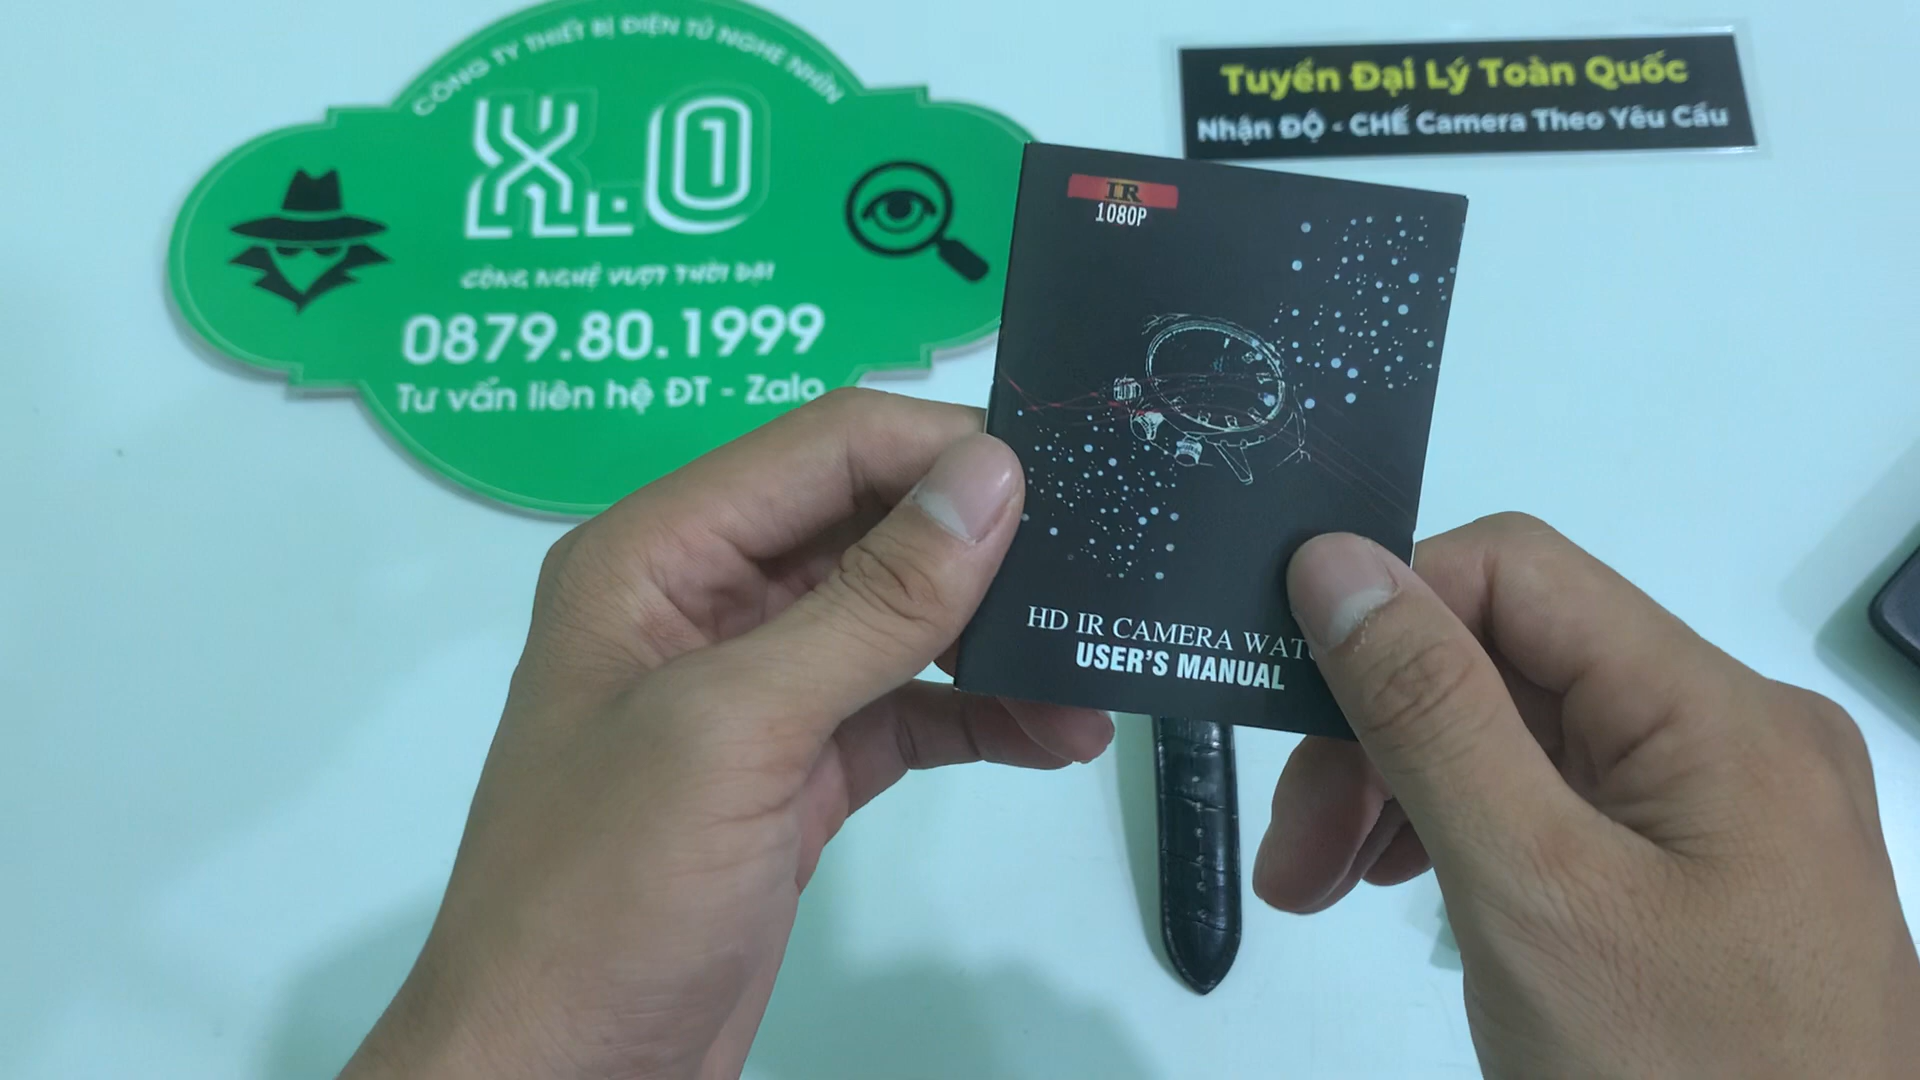 CÔNG TY THIẾT BỊ ĐIỆN TỬ NGHE NHÌN
X.O
CÔNG NGHỆ VƯỢT THỜI ĐẠI
0879.80.1999
Tư vấn liên hệ ĐT - Zalo
Tuyển Đại Lý Toàn Quốc
Nhận ĐỘ - CHẾ Camera Theo Yêu Cầu
IR
1080P
HD IR CAMERA WAT
USER'S MANUAL